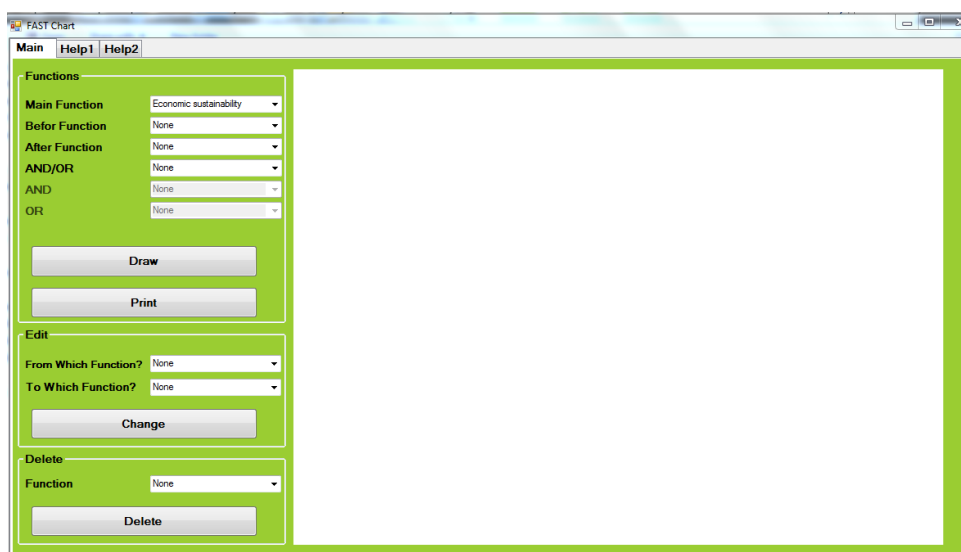 FAST Chart
Main Help1 Help2
Functions
Main Function Economic sustainability
Befor Function None
After Function None
AND/OR None
AND None
OR None
Draw
Print
Edit
From Which Function? None
To Which Function? None
Change
Delete
Function None
Delete